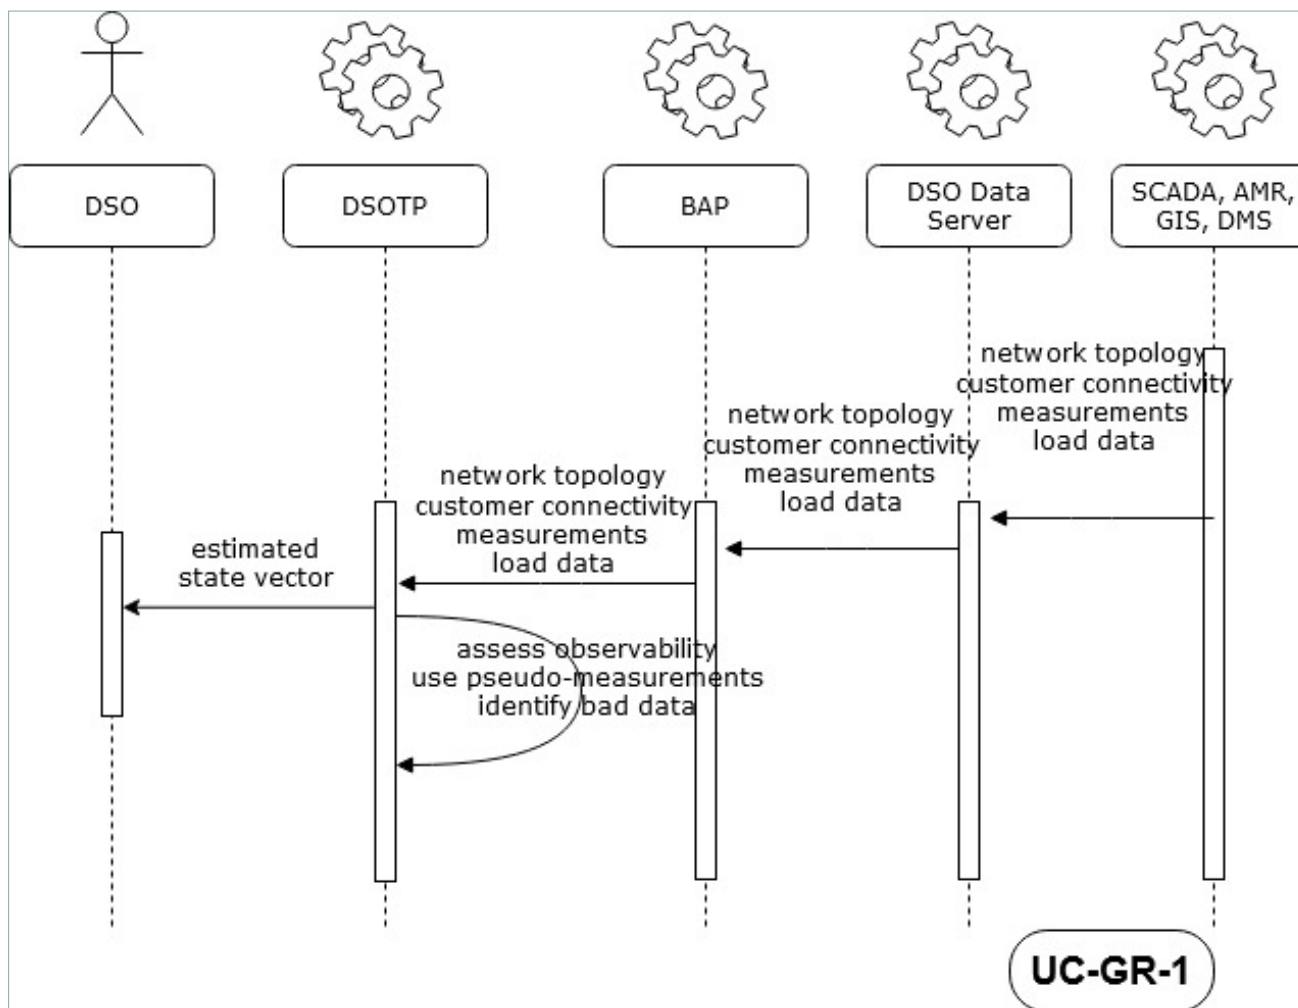 DSO
DSOTP
BAP
DSO Data
Server
SCADA, AMR,
GIS, DMS
network topology
customer connectivity
measurements
load data
network topology
customer connectivity
measurements
load data
network topology
customer connectivity
measurements
load data
estimated
state vector
assess observability
use pseudo-measurements
identify bad data
UC-GR-1